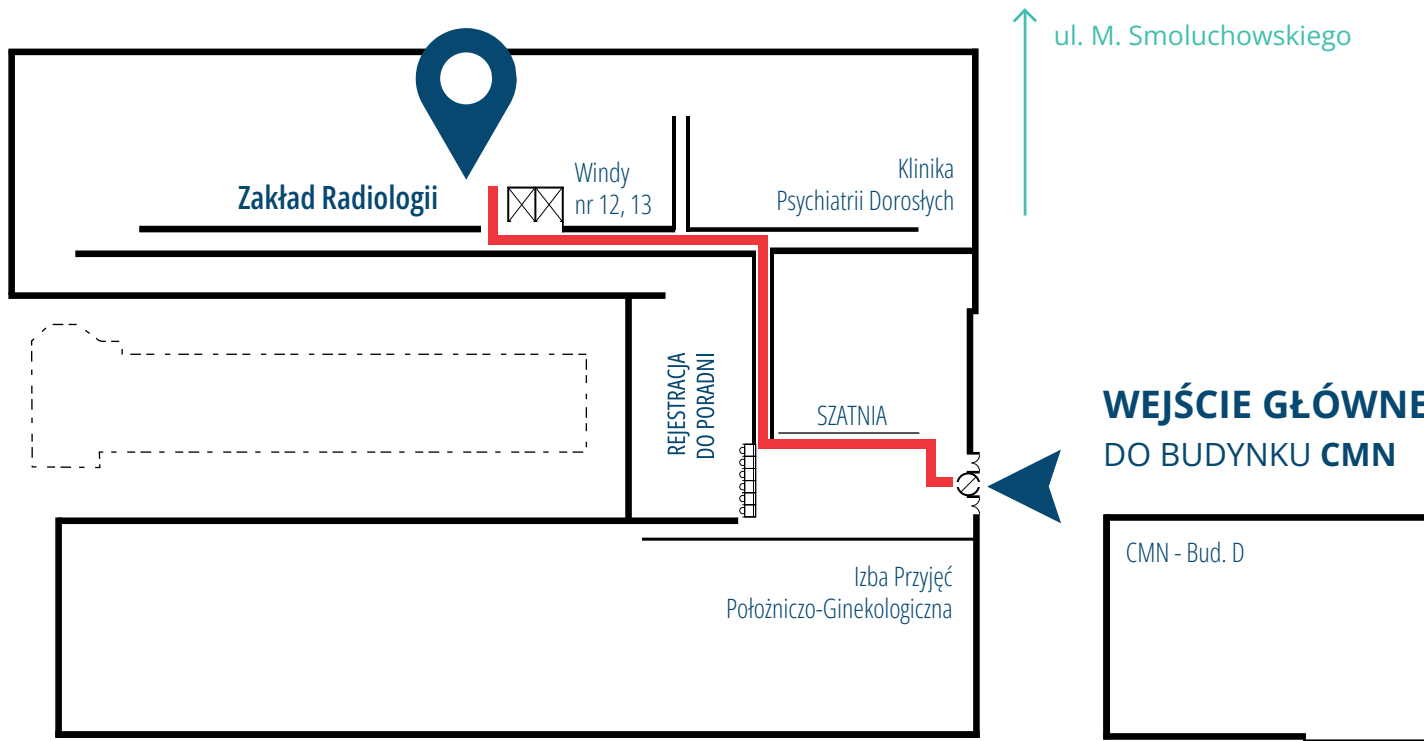 ul. M. Smoluchowskiego
Windy
nr 12, 13
Klinika
Psychiatrii Dorosłych
Zakład Radiologii
REJESTRACJA
DO PORADNI
SZATNIA
WEJŚCIE GŁÓWNE
DO BUDYNKU CMN
CMN - Bud. D
Izba Przyjęć
Położniczo-Ginekologiczna